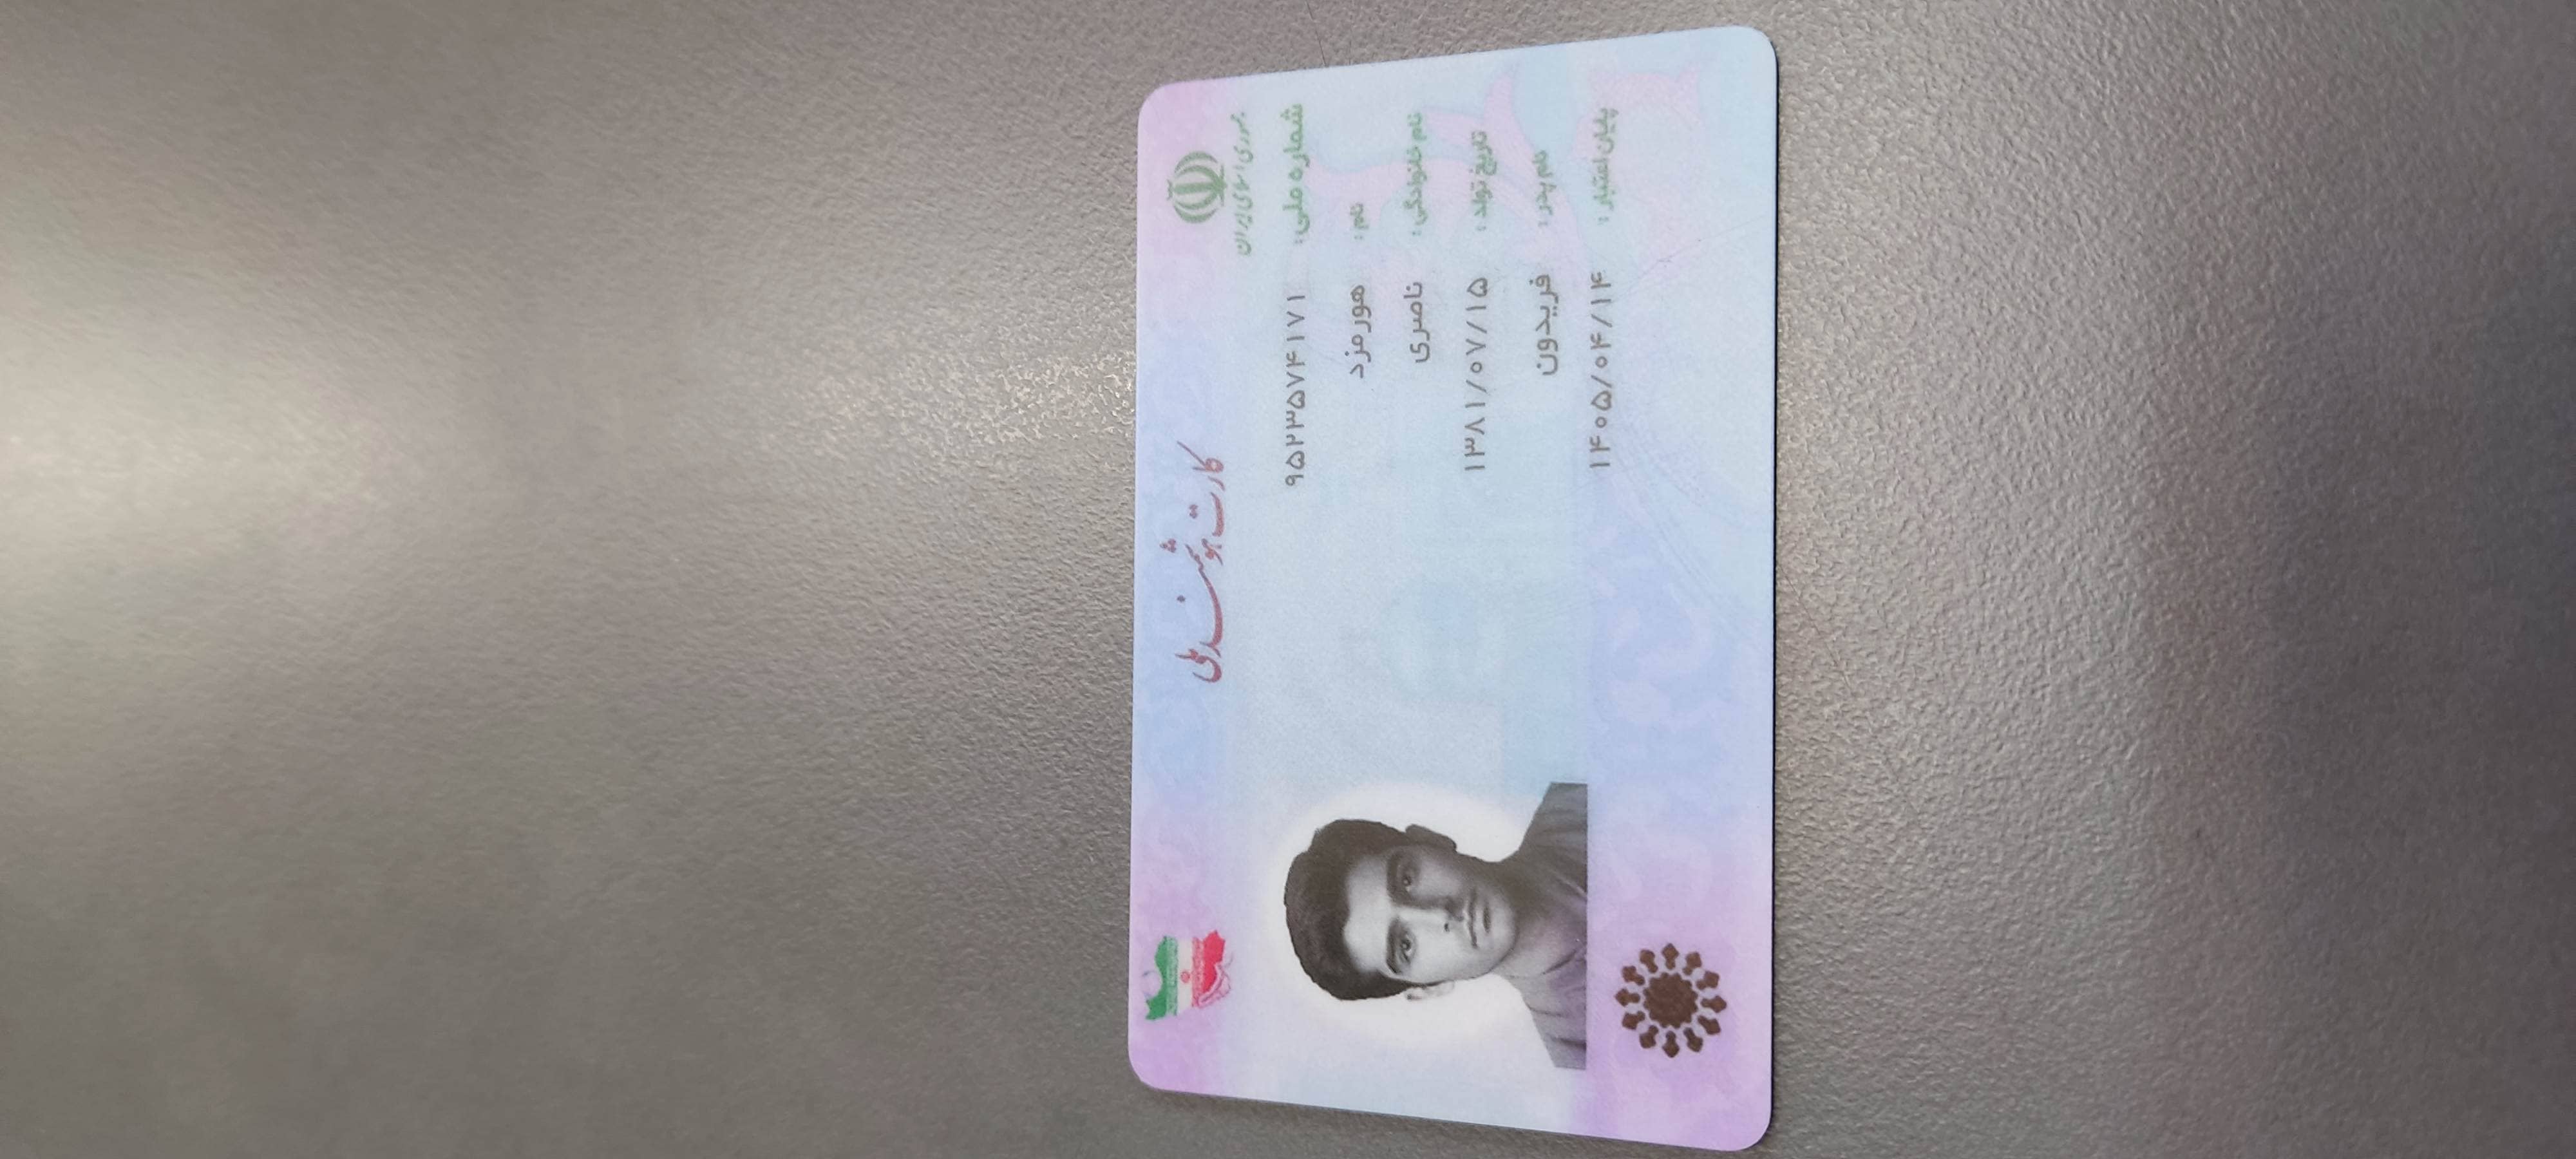 جمهوری اسلامی ایران
کارت هوشمند ملی
شماره ملی: ۹۵۲۳۵۷۴۱۷۱
نام: هورمزد
نام خانوادگی: ناصری
تاریخ تولد: ۱۳۸۱/۰۷/۱۵
نام پدر: فریدون
پایان اعتبار: ۱۴۰۵/۰۴/۱۴